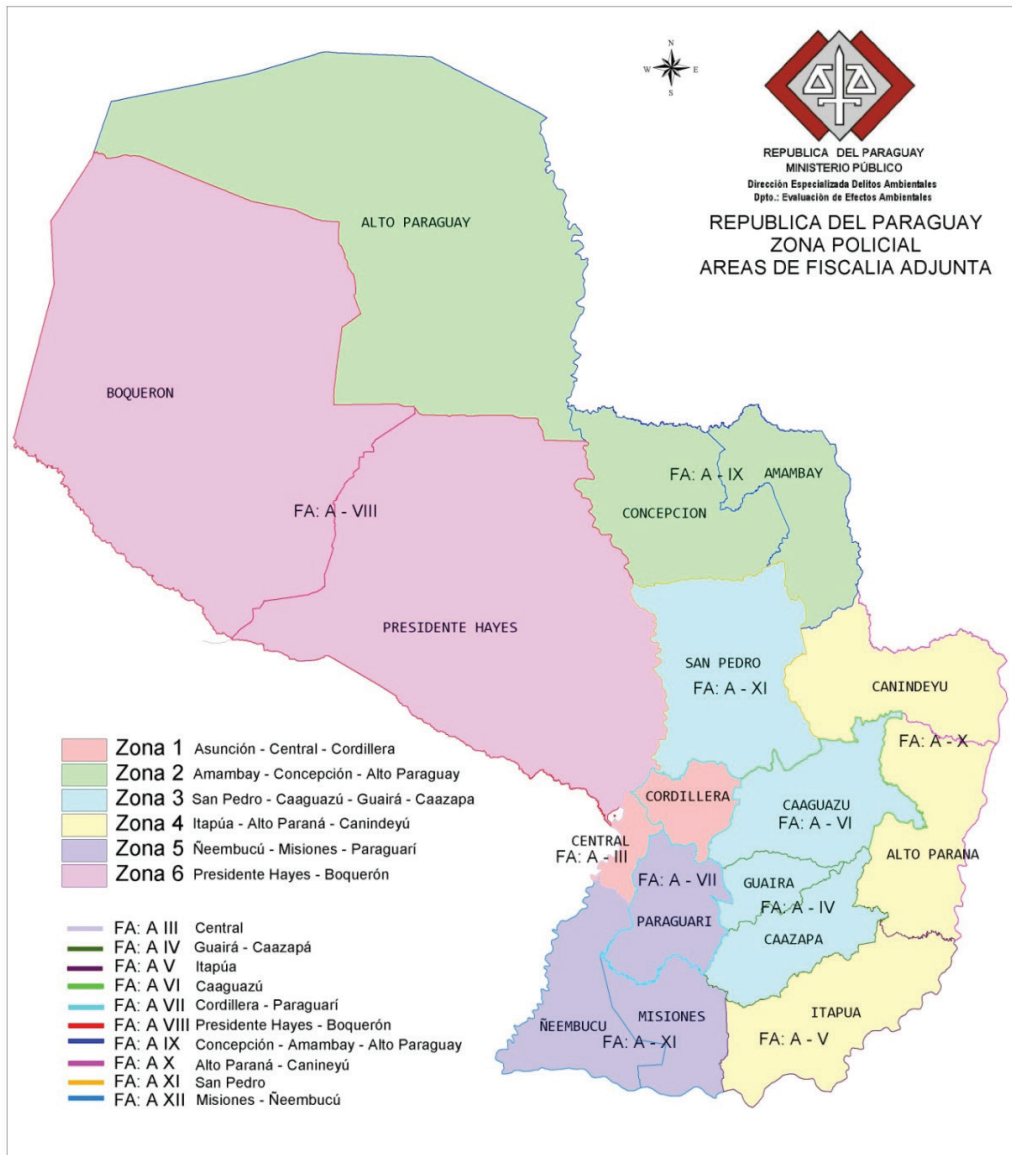 N
W E
S
REPUBLICA DEL PARAGUAY
MINISTERIO PÚBLICO
Dirección Especializada Delitos Ambientales
Dpto.: Evaluación de Efectos Ambientales
REPUBLICA DEL PARAGUAY
ZONA POLICIAL
AREAS DE FISCALIA ADJUNTA
ALTO PARAGUAY
BOQUERON
FA: A - IX
AMAMBAY
FA: A - VIII
CONCEPCION
PRESIDENTE HAYES
SAN PEDRO
FA: A - XI
CANINDEYU
FA: A - X
CORDILLERA
CAAGUAZU
FA: A - VI
CENTRAL
FA: A - III
ALTO PARANA
FA: A - VII
GUAIRA
FA: A - IV
PARAGUARI
CAAZAPA
ITAPUA
FA: A - V
MISIONES
ÑEEMBUCU
FA: A - XI
Zona 1 Asunción - Central - Cordillera
Zona 2 Amambay - Concepción - Alto Paraguay
Zona 3 San Pedro - Caaguazú - Guairá - Caazapa
Zona 4 Itapúa - Alto Paraná - Canindeyú
Zona 5 Ñeembucú - Misiones - Paraguarí
Zona 6 Presidente Hayes - Boquerón
FA: A III Central
FA: A IV Guairá - Caazapá
FA: A V Itapúa
FA: A VI Caaguazú
FA: A VII Cordillera - Paraguarí
FA: A VIII Presidente Hayes - Boquerón
FA: A IX Concepción - Amambay - Alto Paraguay
FA: A X Alto Paraná - Canineyú
FA: A XI San Pedro
FA: A XII Misiones - Ñeembucú